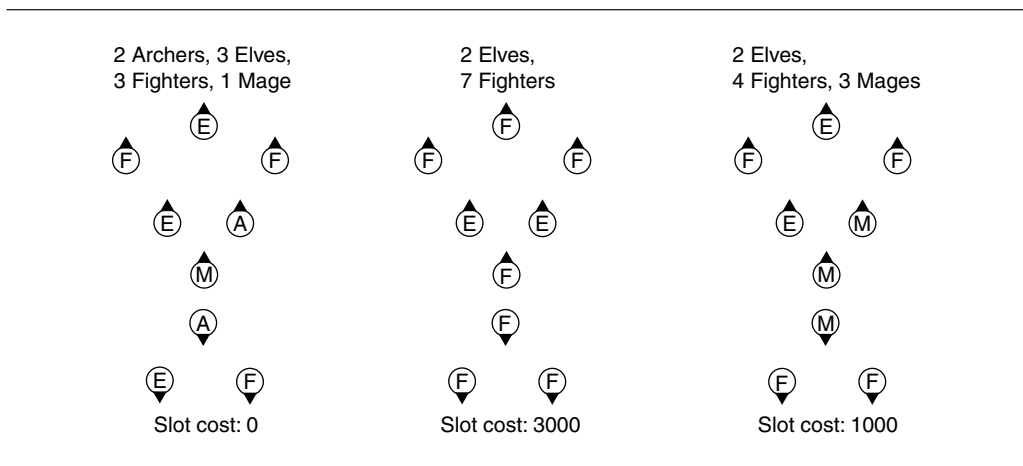 2 Archers, 3 Elves,
3 Fighters, 1 Mage
E
F F
E A
M
A
E F
Slot cost: 0
2 Elves,
7 Fighters
F
F F
E E
F
F
F F
Slot cost: 3000
2 Elves,
4 Fighters, 3 Mages
E
F F
E M
M
M
F F
Slot cost: 1000